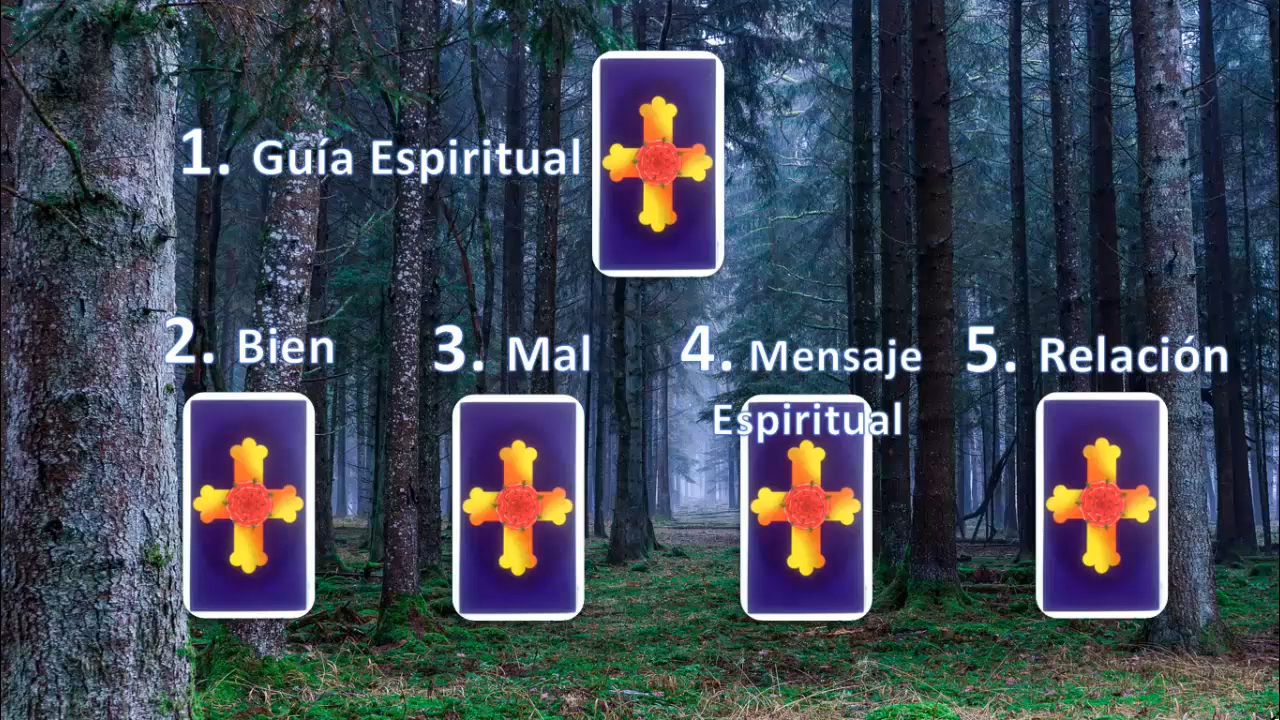 1. Guía Espiritual
2. Bien
3. Mal
4. Mensaje
Espiritual
5. Relación